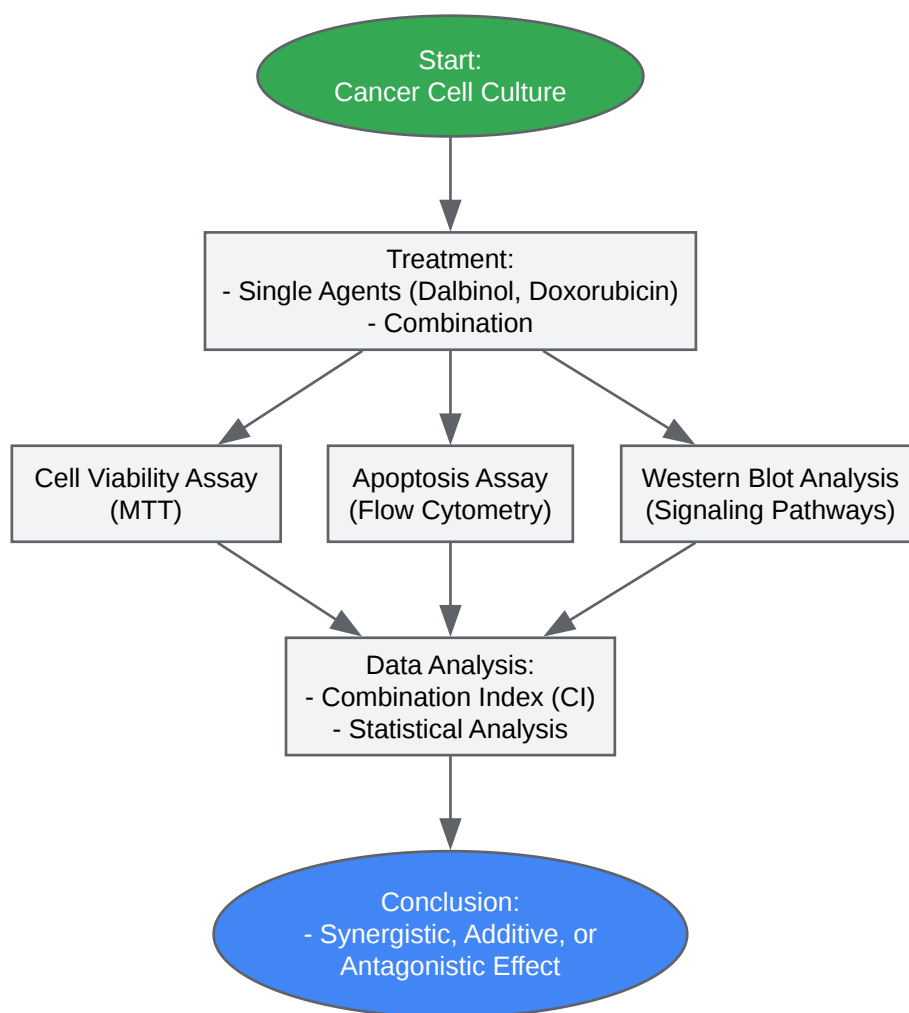 Start:
Cancer Cell Culture
Treatment:
- Single Agents (Dalbinol, Doxorubicin)
- Combination
Cell Viability Assay
(MTT)
Apoptosis Assay
(Flow Cytometry)
Western Blot Analysis
(Signaling Pathways)
Data Analysis:
- Combination Index (CI)
- Statistical Analysis
Conclusion:
- Synergistic, Additive, or
Antagonistic Effect